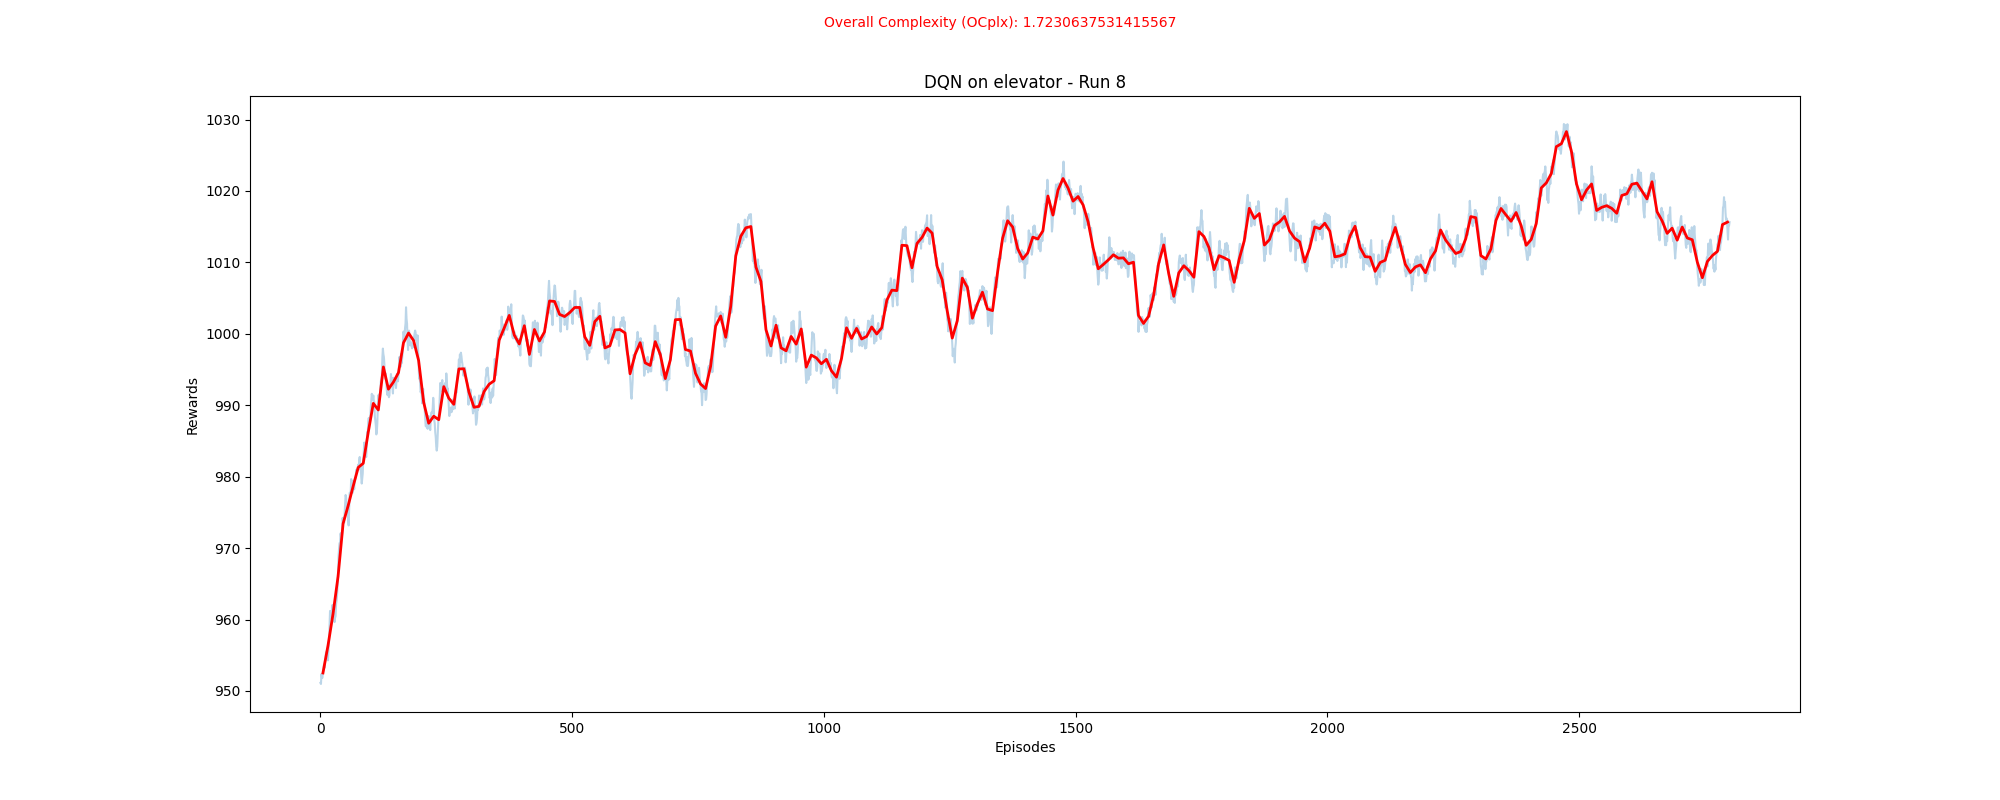 Overall Complexity (OCplx): 1.7230637531415567
DQN on elevator - Run 8
1030
1020
1010
1000
990
980
970
960
950
Rewards
0 500 1000 1500 2000 2500
Episodes